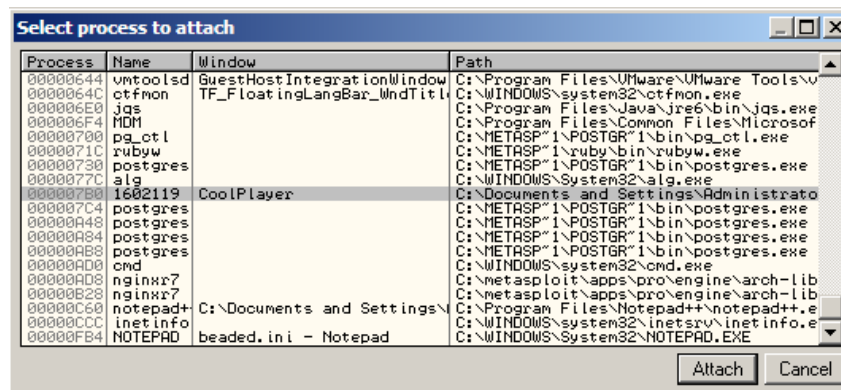 Select process to attach
Process Name Window Path
00000644 vmtoolsd GuestHostIntegrationWindow C:\Program Files\VMware\VMware Tools\v
0000064C ctfmon TF_FloatingLangBar_WndTitl C:\WINDOWS\system32\ctfmon.exe
000006E0 jqs C:\Program Files\Java\jre6\bin\jqs.exe
000006F4 MDM C:\Program Files\Common Files\Microsof
00000700 pg_ctl C:\METASP~1\POSTGR~1\bin\pg_ctl.exe
0000071C rubyw C:\METASP~1\ruby\bin\rubyw.exe
00000730 postgres C:\METASP~1\POSTGR~1\bin\postgres.exe
0000077C alg C:\WINDOWS\System32\alg.exe
000007B0 1602119 CoolPlayer C:\Documents and Settings\Administrato
000007C4 postgres C:\METASP~1\POSTGR~1\bin\postgres.exe
00000A48 postgres C:\METASP~1\POSTGR~1\bin\postgres.exe
00000A84 postgres C:\METASP~1\POSTGR~1\bin\postgres.exe
00000AB8 postgres C:\METASP~1\POSTGR~1\bin\postgres.exe
00000AD0 cmd C:\WINDOWS\system32\cmd.exe
00000AD8 nginxr7 C:\metasploit\apps\pro\engine\arch-lib
00000B28 nginxr7 C:\metasploit\apps\pro\engine\arch-lib
00000C60 notepad+ C:\Documents and Settings\ C:\Program Files\Notepad++\notepad++.e
00000CCC inetinfo C:\WINDOWS\system32\inetsrv\inetinfo.e
00000FB4 NOTEPAD beaded.ini - Notepad C:\WINDOWS\System32\NOTEPAD.EXE
Attach Cancel